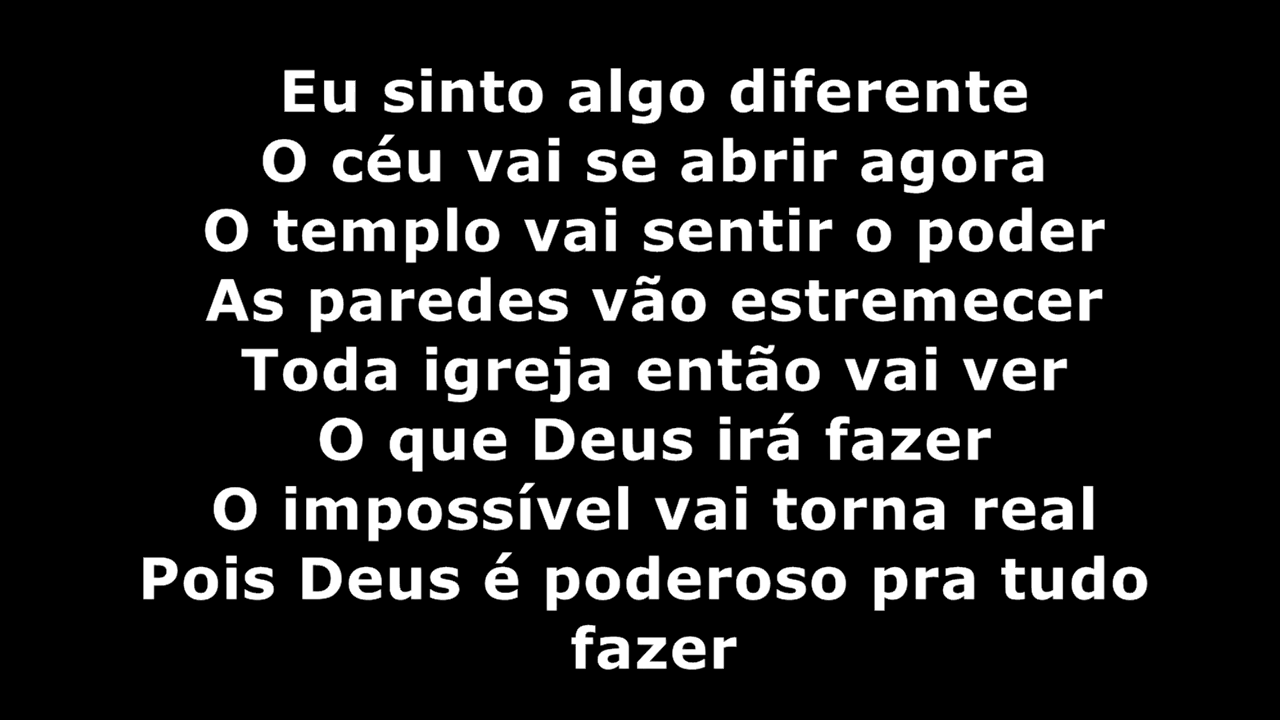 Eu sinto algo diferente
O céu vai se abrir agora
O templo vai sentir o poder
As paredes vão estremecer
Toda igreja então vai ver
O que Deus irá fazer
O impossível vai torna real
Pois Deus é poderoso pra tudo
fazer